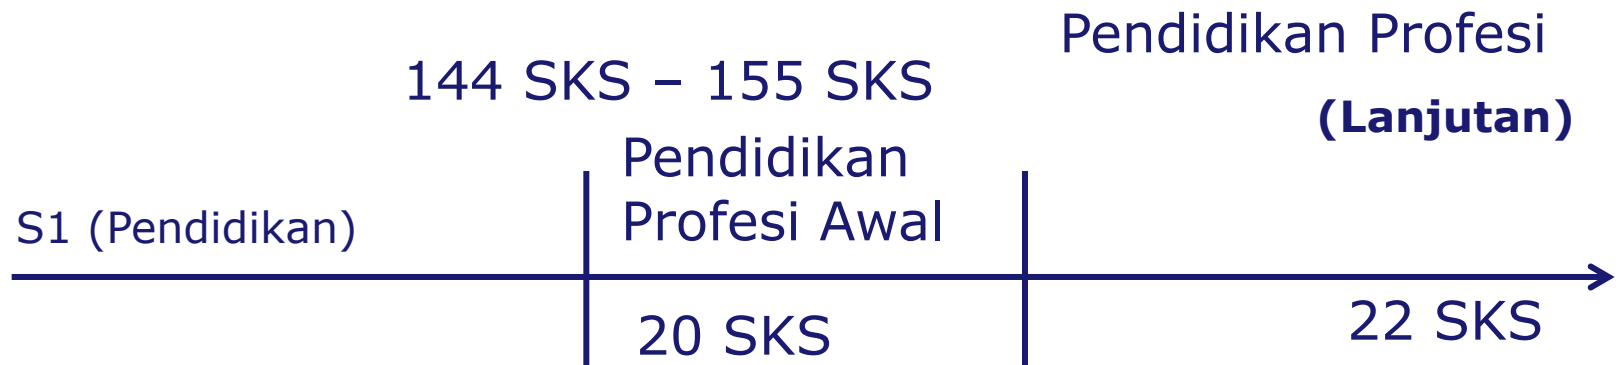 Pendidikan Profesi
144 SKS – 155 SKS
(Lanjutan)
Pendidikan
Profesi Awal
S1 (Pendidikan)
20 SKS
22 SKS